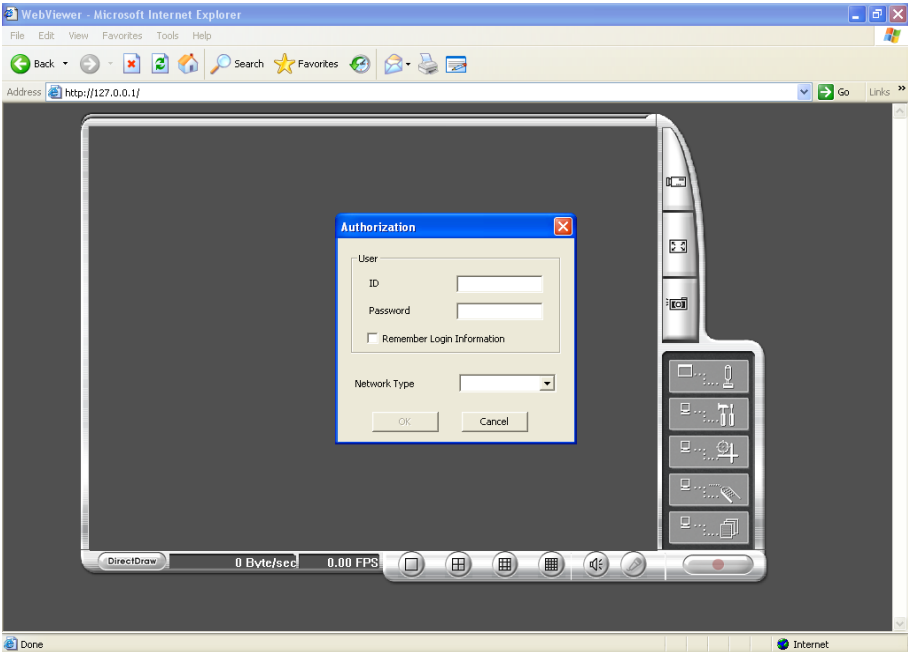 WebViewer - Microsoft Internet Explorer
File Edit View Favorites Tools Help
Back Search Favorites
Address http://127.0.0.1/ Go Links »
Authorization
User
ID
Password
Remember Login Information
Network Type
OK Cancel
DirectDraw 0 Byte/sec 0.00 FPS
Done Internet